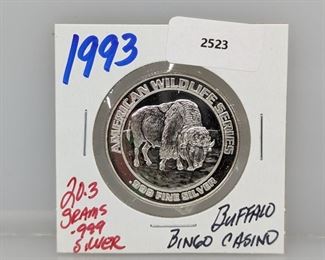 1993
2523
AMERICAN WILDLIFE SERIES
.999 FINE SILVER
20.3
GRAMS
.999
SILVER
BUFFALO
BINGO CASINO